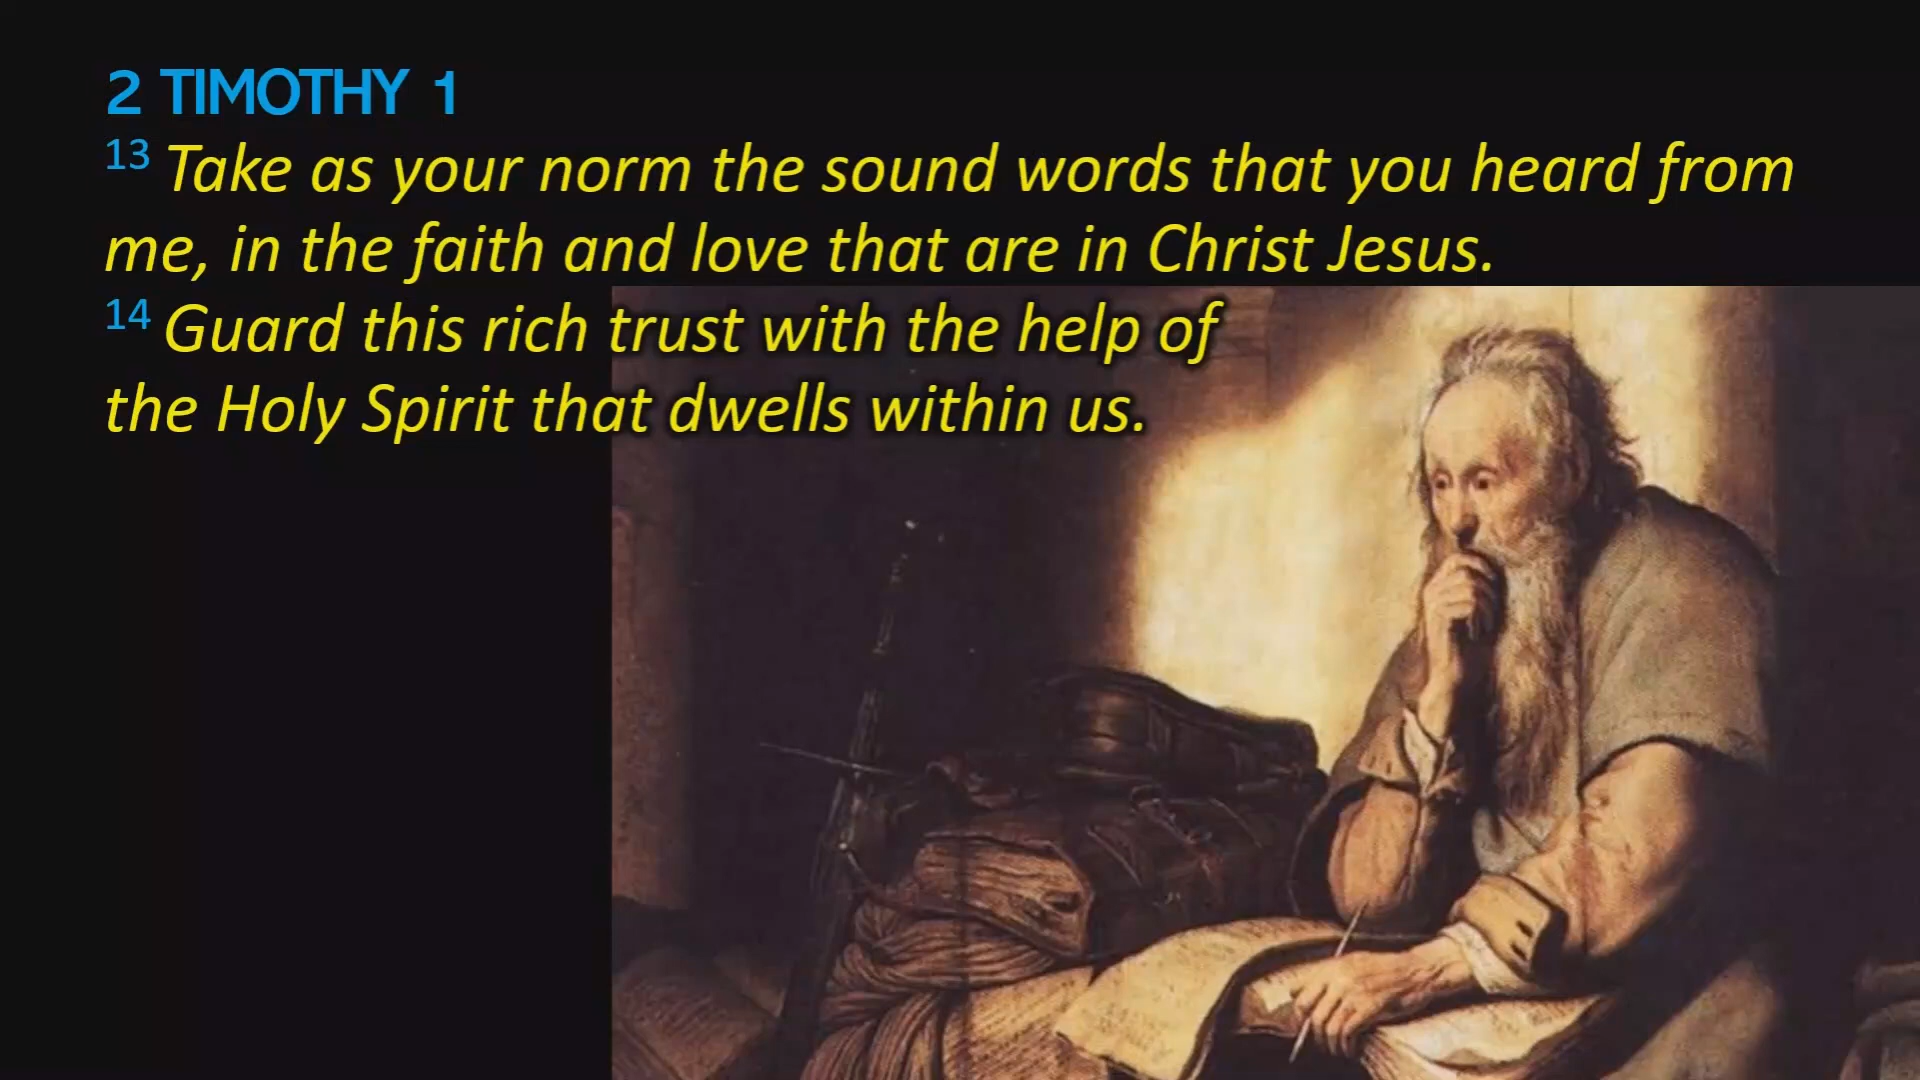 2 TIMOTHY 1
13 Take as your norm the sound words that you heard from
me, in the faith and love that are in Christ Jesus.
14 Guard this rich trust with the help of
the Holy Spirit that dwells within us.